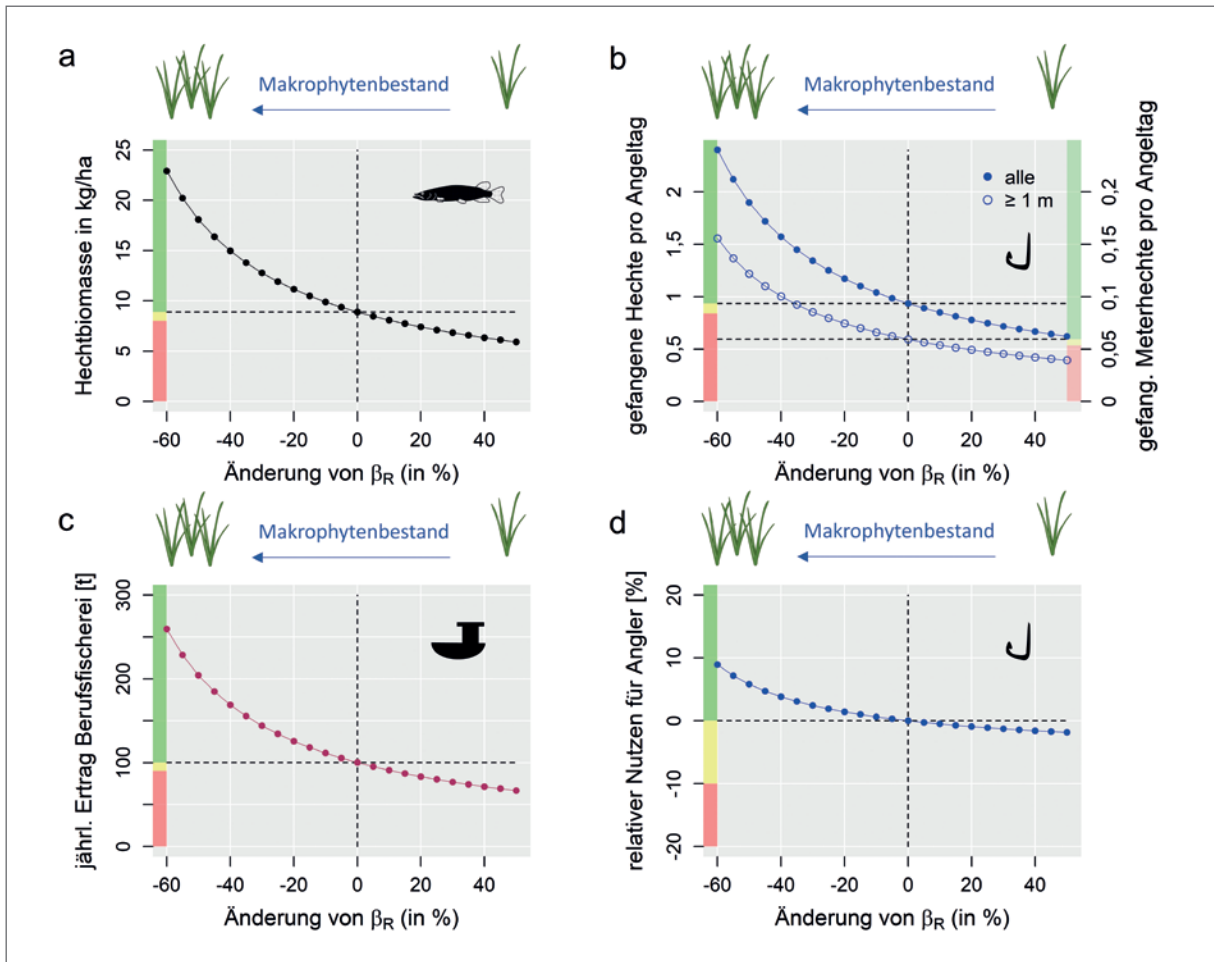 a
Makrophytenbestand
Hechtbiomasse in kg/ha
25
20
15
10
5
0
-60 -40 -20 0 20 40
Änderung von βR (in %)
b
Makrophytenbestand
gefangene Hechte pro Angeltag
2
1,5
1
0,5
0
alle
≥ 1 m
0,2
0,15
0,1
0,05
0
gefang. Meterhechte pro Angeltag
-60 -40 -20 0 20 40
Änderung von βR (in %)
c
Makrophytenbestand
jährl. Ertrag Berufsfischerei [t]
300
200
100
0
-60 -40 -20 0 20 40
Änderung von βR (in %)
d
Makrophytenbestand
relativer Nutzen für Angler [%]
20
10
0
-10
-20
-60 -40 -20 0 20 40
Änderung von βR (in %)